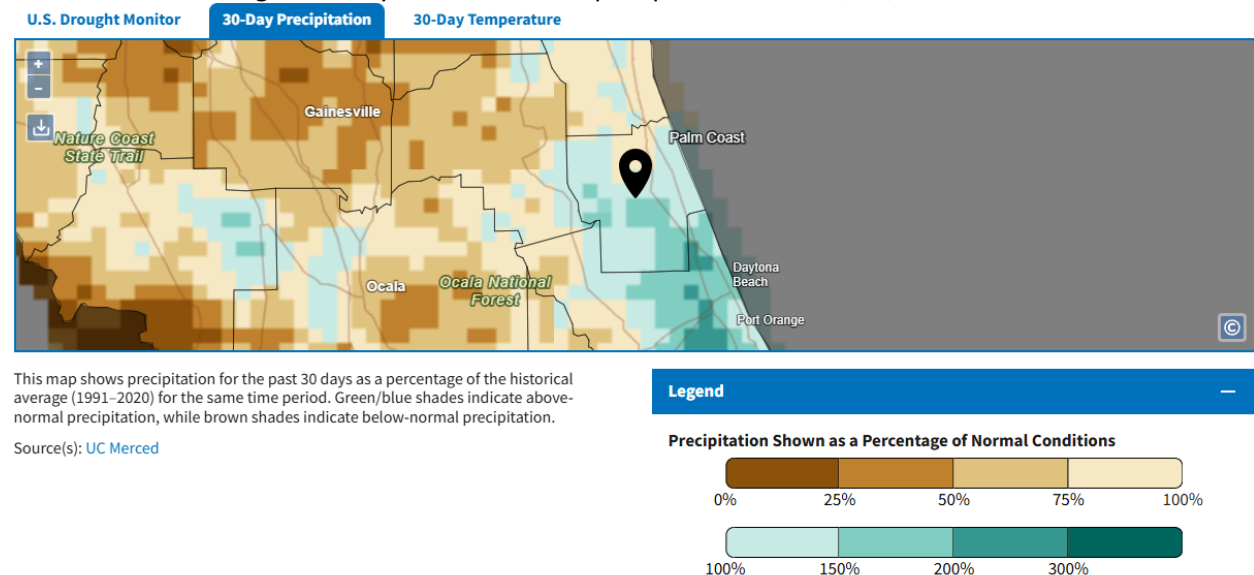 U.S. Drought Monitor
30-Day Precipitation
30-Day Temperature
+
−
Gainesville
Nature Coast
State Trail
Palm Coast
Ocala
Ocala National
Forest
Daytona
Beach
Port Orange
©
This map shows precipitation for the past 30 days as a percentage of the historical
average (1991–2020) for the same time period. Green/blue shades indicate above-
normal precipitation, while brown shades indicate below-normal precipitation.
Source(s): UC Merced
Legend −
Precipitation Shown as a Percentage of Normal Conditions
0% 25% 50% 75% 100%
100% 150% 200% 300%